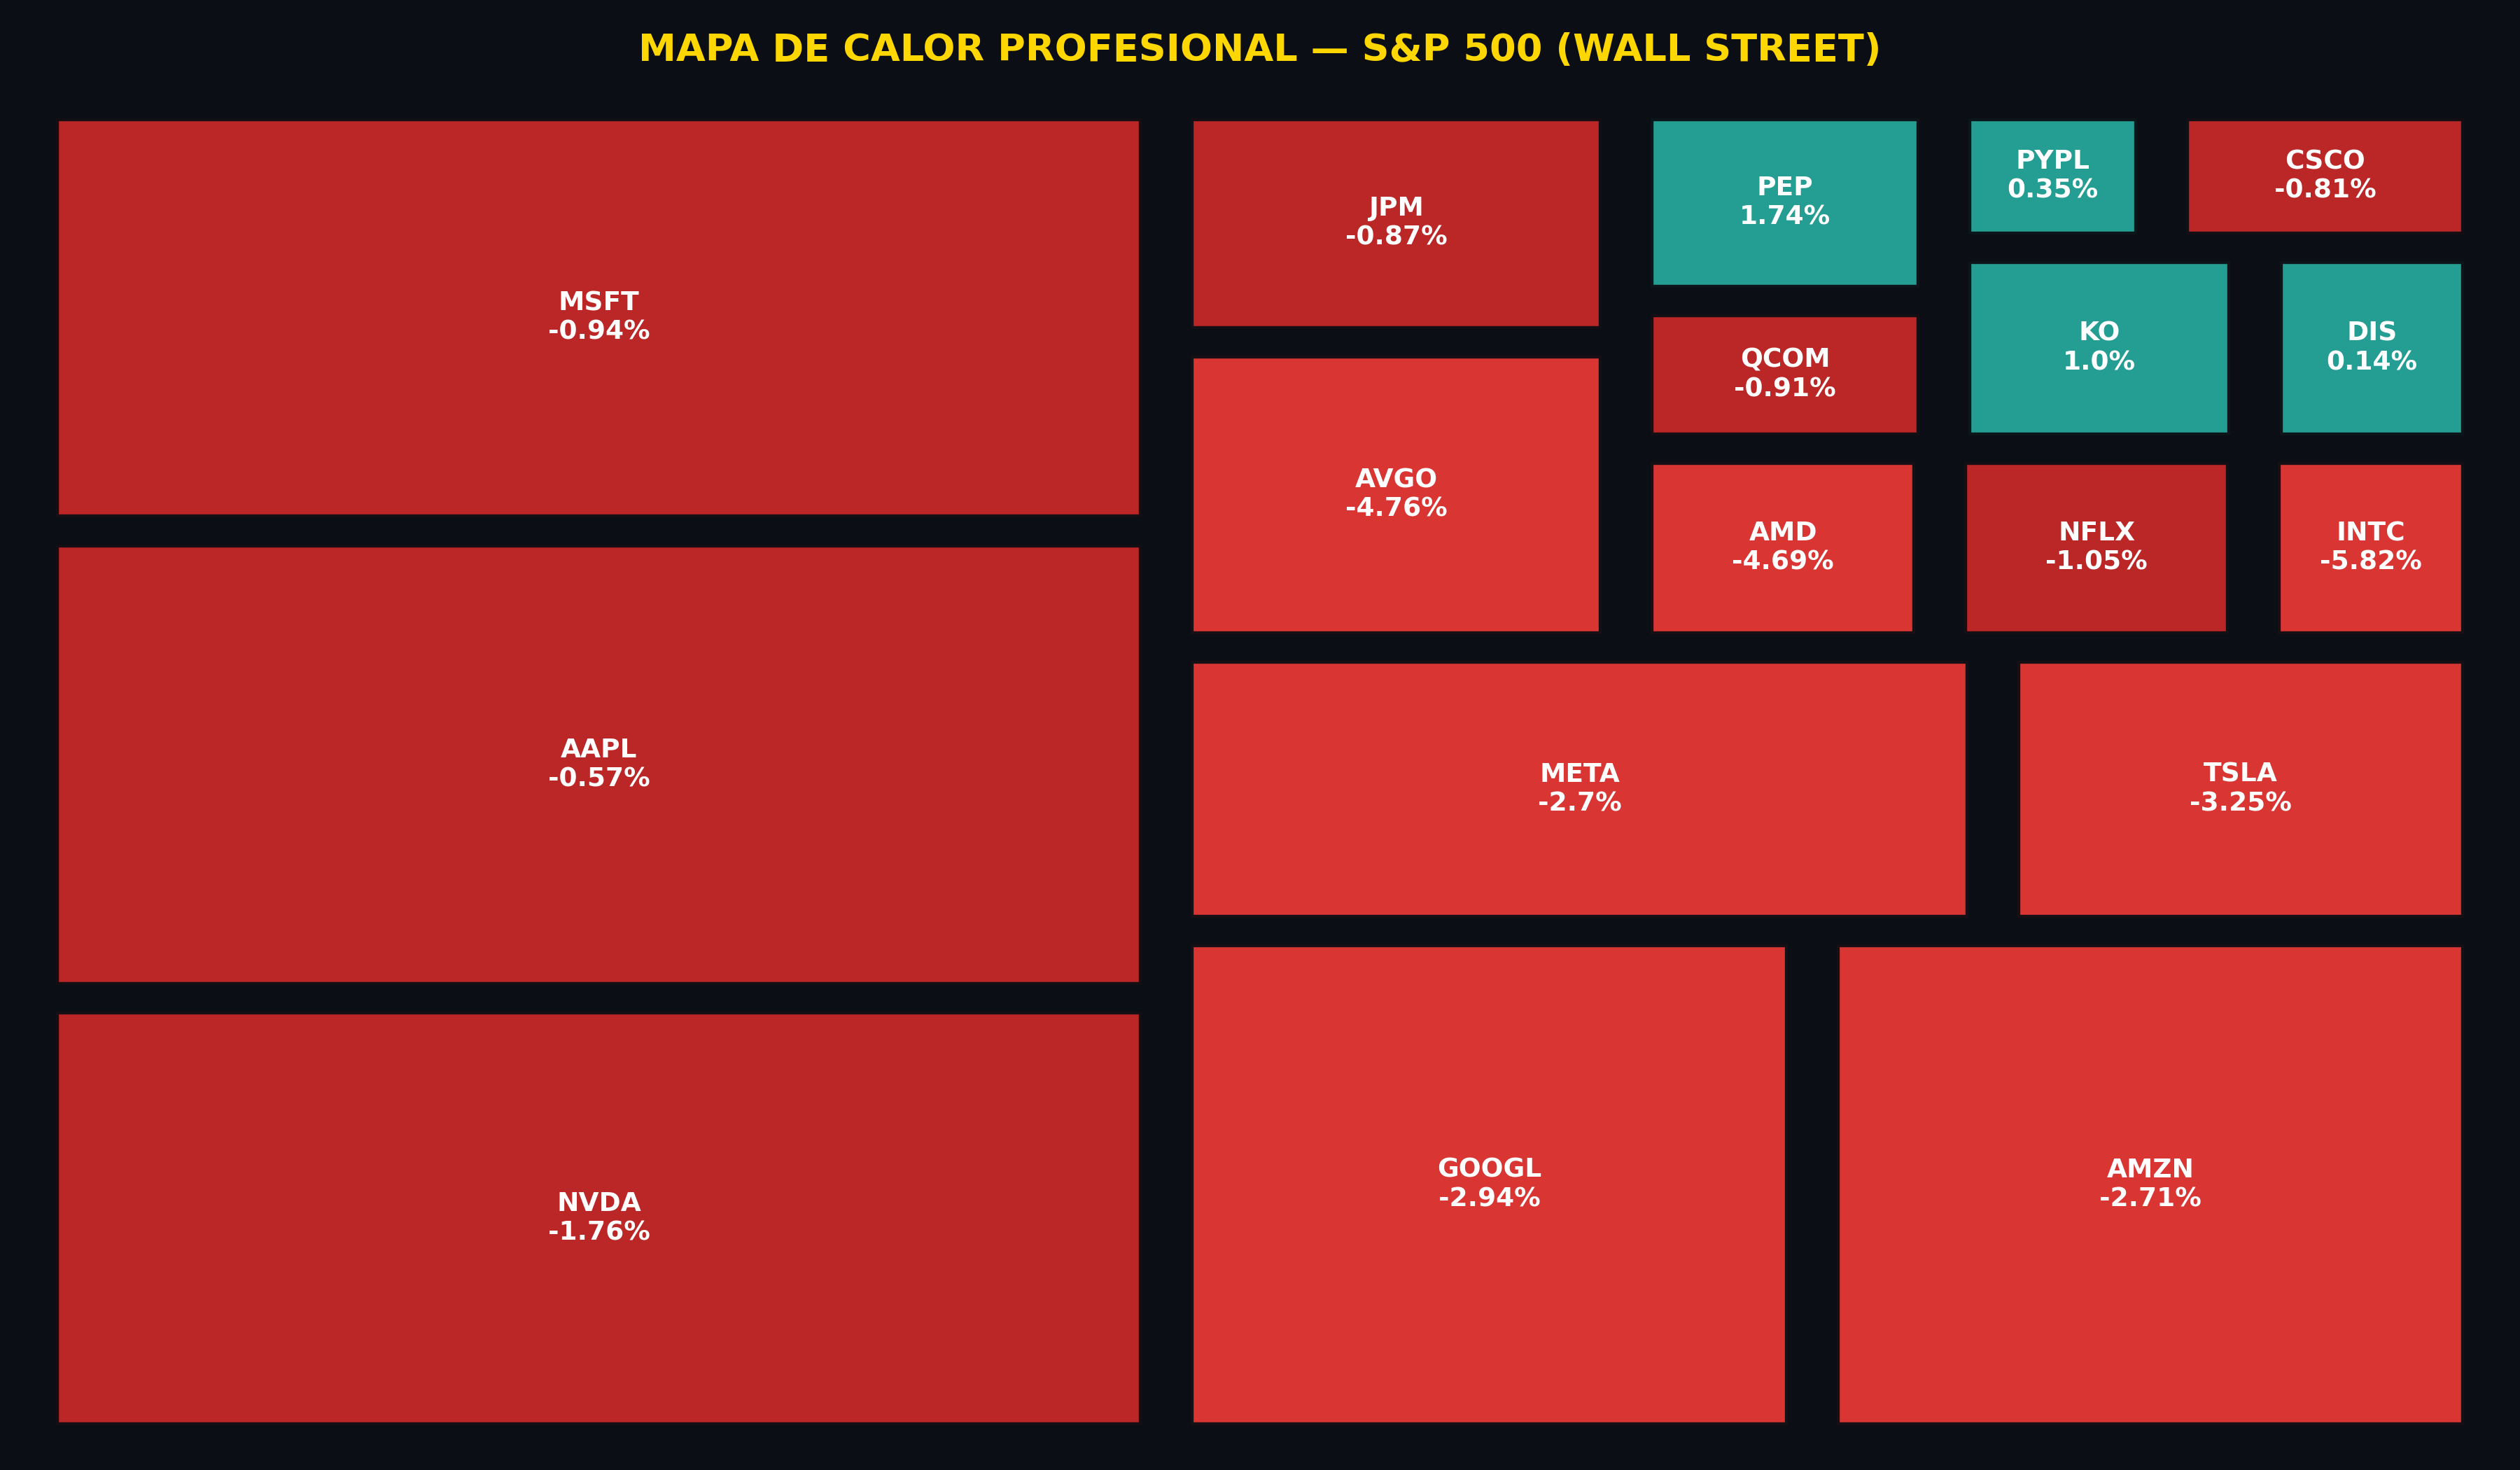 MAPA DE CALOR PROFESIONAL — S&P 500 (WALL STREET)
MSFT
-0.94%
AAPL
-0.57%
NVDA
-1.76%
JPM
-0.87%
AVGO
-4.76%
PEP
1.74%
QCOM
-0.91%
PYPL
0.35%
CSCO
-0.81%
KO
1.0%
DIS
0.14%
AMD
-4.69%
NFLX
-1.05%
INTC
-5.82%
META
-2.7%
TSLA
-3.25%
GOOGL
-2.94%
AMZN
-2.71%